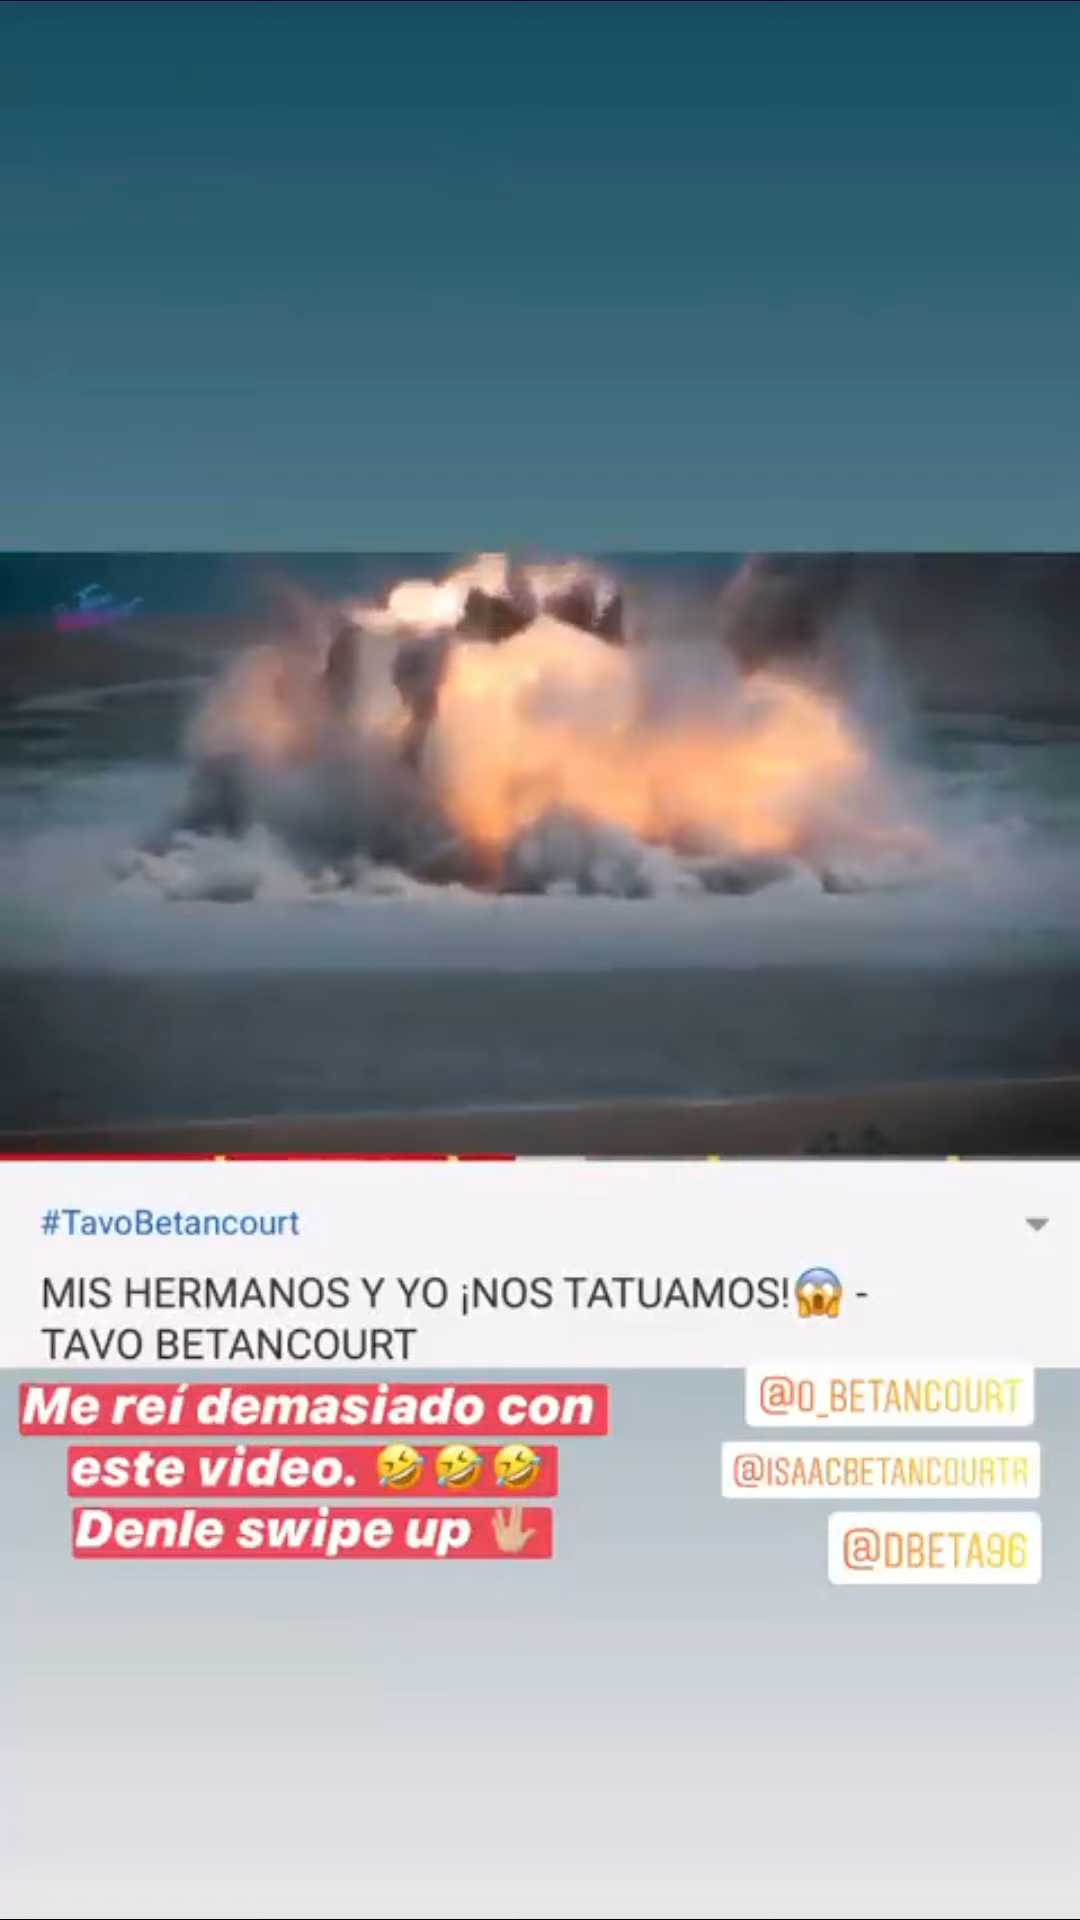 #TavoBetancourt
MIS HERMANOS Y YO ¡NOS TATUAMOS!😱 -
TAVO BETANCOURT
Me reí demasiado con
este video. 🤣🤣🤣
Denle swipe up 🖖🏼
@O_BETANCOURT
@ISAACBETANCOURTR
@DBETA96